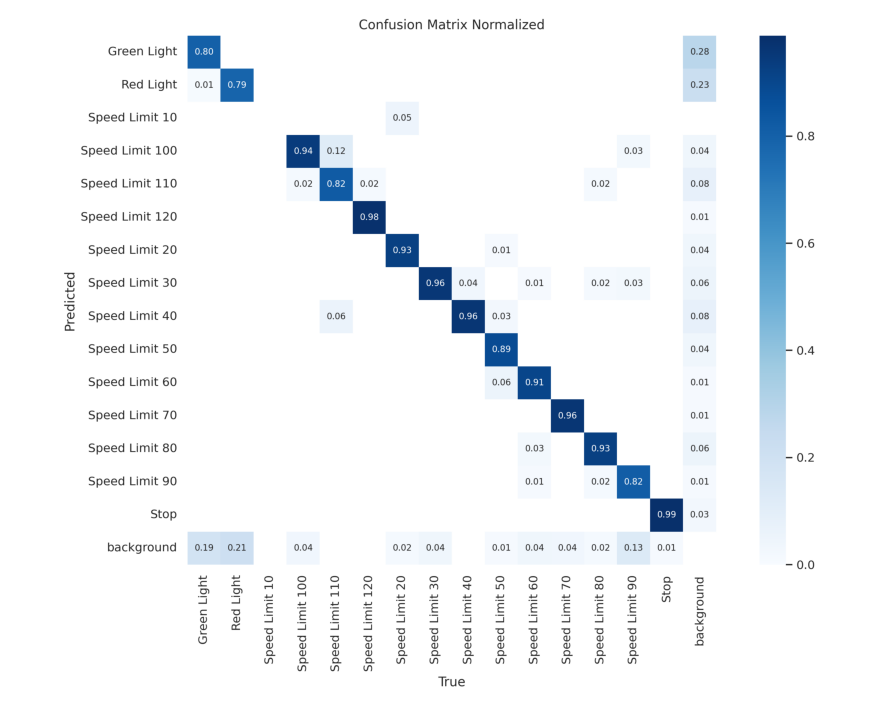 Confusion Matrix Normalized
Green Light 0.80 0.28
Red Light 0.01 0.79 0.23
Speed Limit 10 0.05
Speed Limit 100 0.94 0.12 0.03 0.04
Speed Limit 110 0.02 0.82 0.02 0.02 0.08
Speed Limit 120 0.98 0.01
Speed Limit 20 0.93 0.01 0.04
Speed Limit 30 0.96 0.04 0.01 0.02 0.03 0.06
Speed Limit 40 0.06 0.96 0.03 0.08
Speed Limit 50 0.89 0.04
Speed Limit 60 0.06 0.91 0.01
Speed Limit 70 0.96 0.01
Speed Limit 80 0.03 0.93 0.06
Speed Limit 90 0.01 0.02 0.82 0.01
Stop 0.99 0.03
background 0.19 0.21 0.04 0.02 0.04 0.01 0.04 0.04 0.02 0.13 0.01
Predicted
Green Light
Red Light
Speed Limit 10
Speed Limit 100
Speed Limit 110
Speed Limit 120
Speed Limit 20
Speed Limit 30
Speed Limit 40
Speed Limit 50
Speed Limit 60
Speed Limit 70
Speed Limit 80
Speed Limit 90
Stop
background
True
0.8
0.6
0.4
0.2
0.0